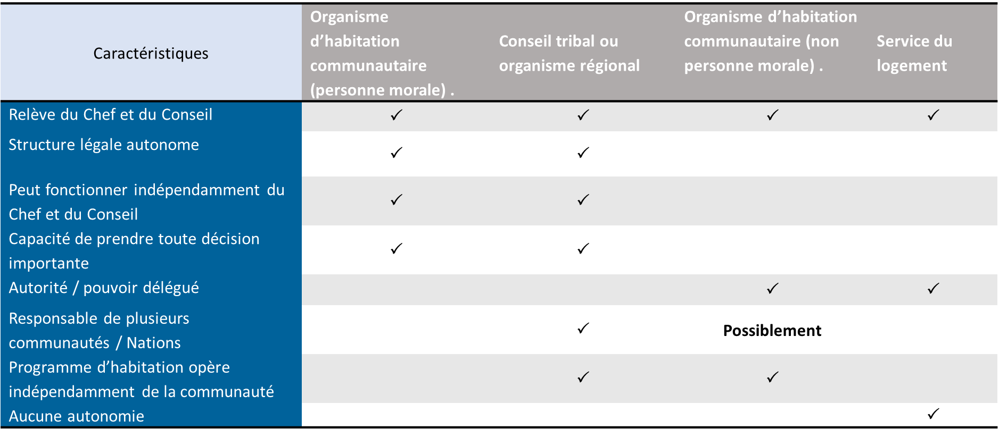 Caractéristiques
Organisme
d’habitation
communautaire
(personne morale) .
Conseil tribal ou
organisme régional
Organisme d’habitation
communautaire (non
personne morale) .
Service du
logement
Relève du Chef et du Conseil ✓ ✓ ✓ ✓
Structure légale autonome ✓ ✓
Peut fonctionner indépendamment du
Chef et du Conseil ✓ ✓
Capacité de prendre toute décision
importante ✓ ✓
Autorité / pouvoir délégué ✓ ✓
Responsable de plusieurs
communautés / Nations ✓ Possiblement
Programme d’habitation opère
indépendamment de la communauté ✓ ✓
Aucune autonomie ✓